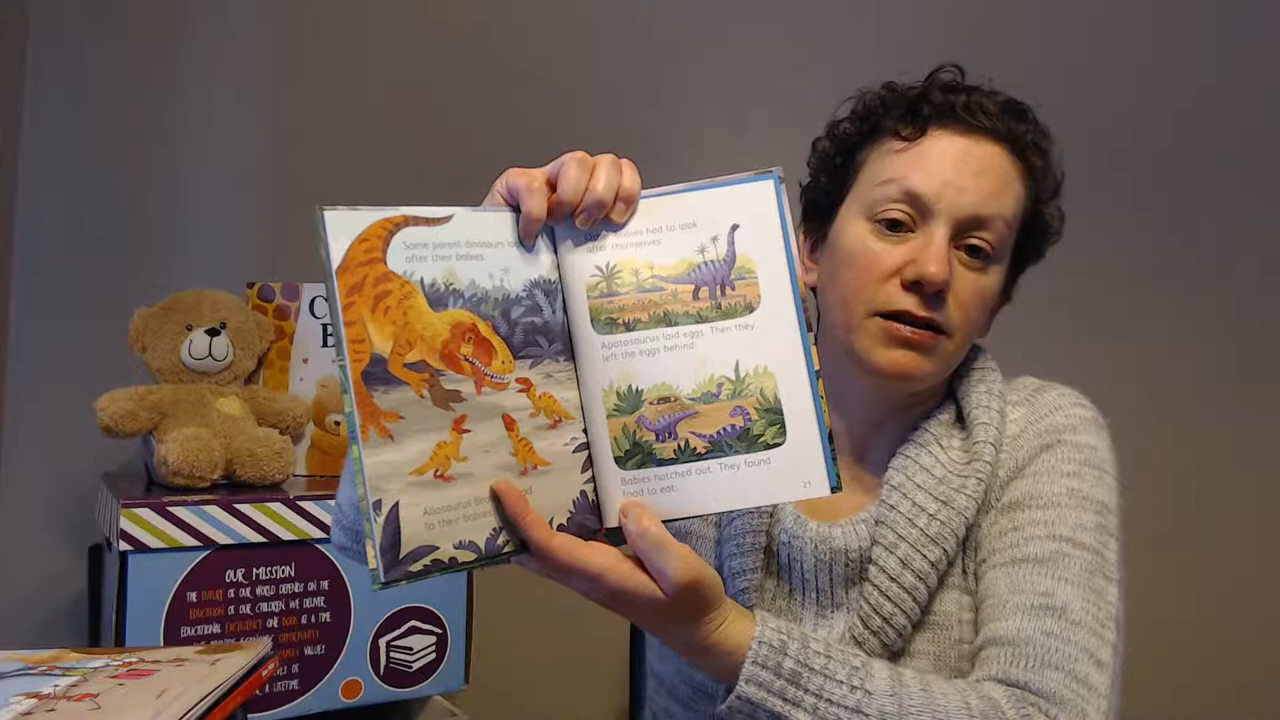 Some parent dinosaurs
after their babies.
Allosaurus
to their babies
babies had to look
after themselves.
Apatosaurus laid eggs. Then they
left the eggs behind.
Babies hatched out. They found
food to eat.
21
C
B
OUR MISSION
THE FUTURE OF OUR WORLD DEPENDS ON THE
EDUCATION OF OUR CHILDREN. WE DELIVER
EDUCATIONAL EXCELLENCE ONE BOOK AT A TIME.
OPPORTUNITY
VALUES
OF
A LIFETIME.